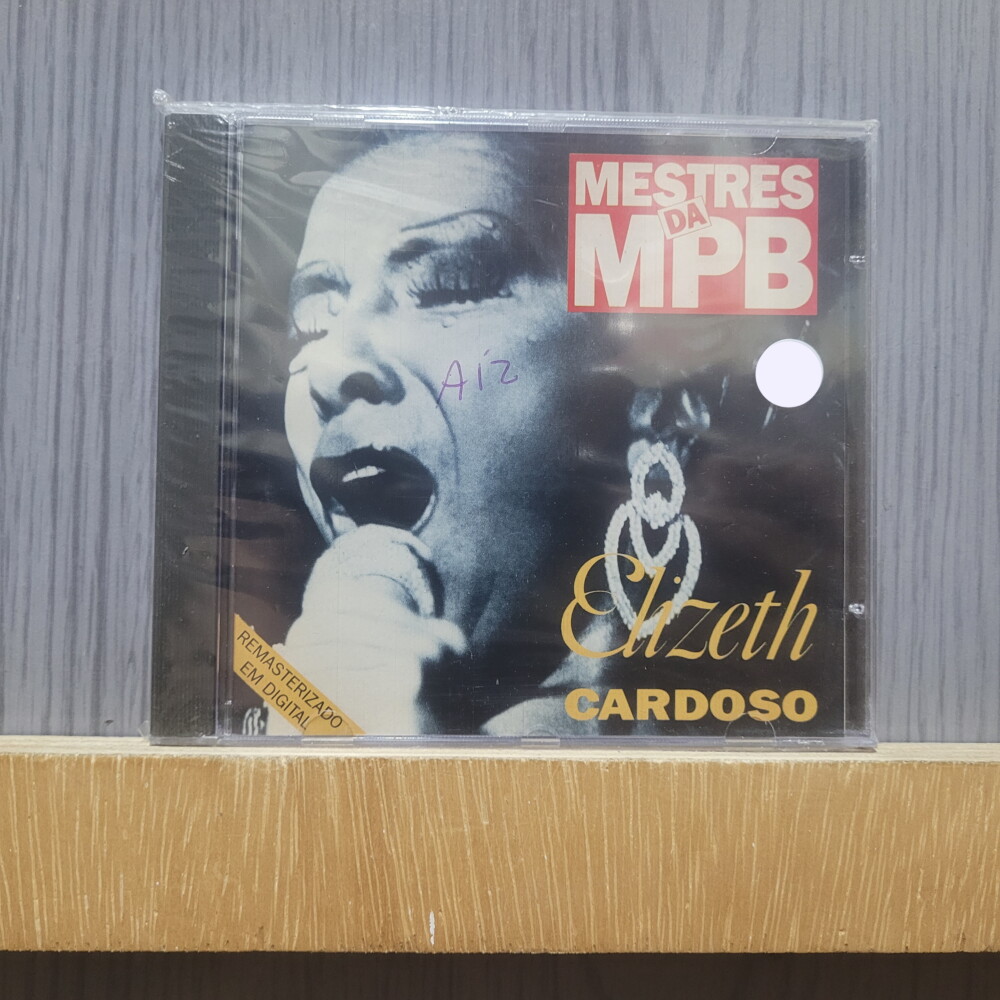 MESTRES
DA
MPB
Aiz
Elizeth
CARDOSO
REMASTERIZADO
EM DIGITAL